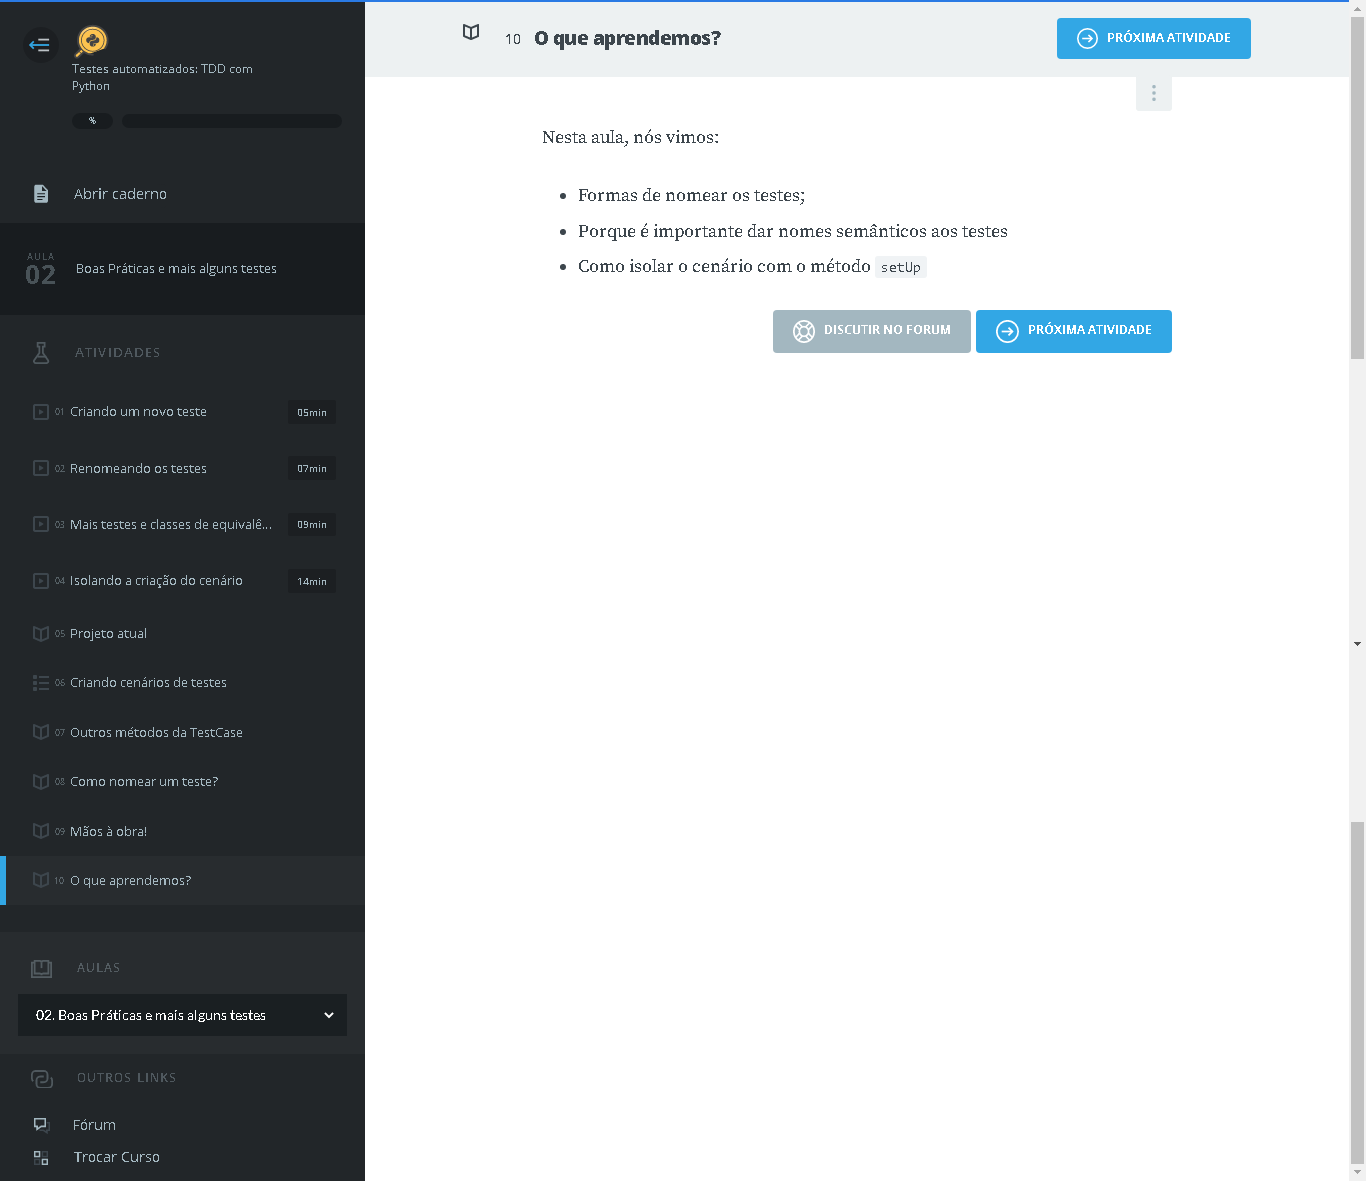 Testes automatizados: TDD com
Python
%
Abrir caderno
AULA
02
Boas Práticas e mais alguns testes
ATIVIDADES
01 Criando um novo teste 05min
02 Renomeando os testes 07min
03 Mais testes e classes de equivalê... 09min
04 Isolando a criação do cenário 14min
05 Projeto atual
06 Criando cenários de testes
07 Outros métodos da TestCase
08 Como nomear um teste?
09 Mãos à obra!
10 O que aprendemos?
AULAS
02. Boas Práticas e mais alguns testes
OUTROS LINKS
Fórum
Trocar Curso
10 O que aprendemos?
PRÓXIMA ATIVIDADE
Nesta aula, nós vimos:
• Formas de nomear os testes;
• Porque é importante dar nomes semânticos aos testes
• Como isolar o cenário com o método setUp
DISCUTIR NO FORUM
PRÓXIMA ATIVIDADE